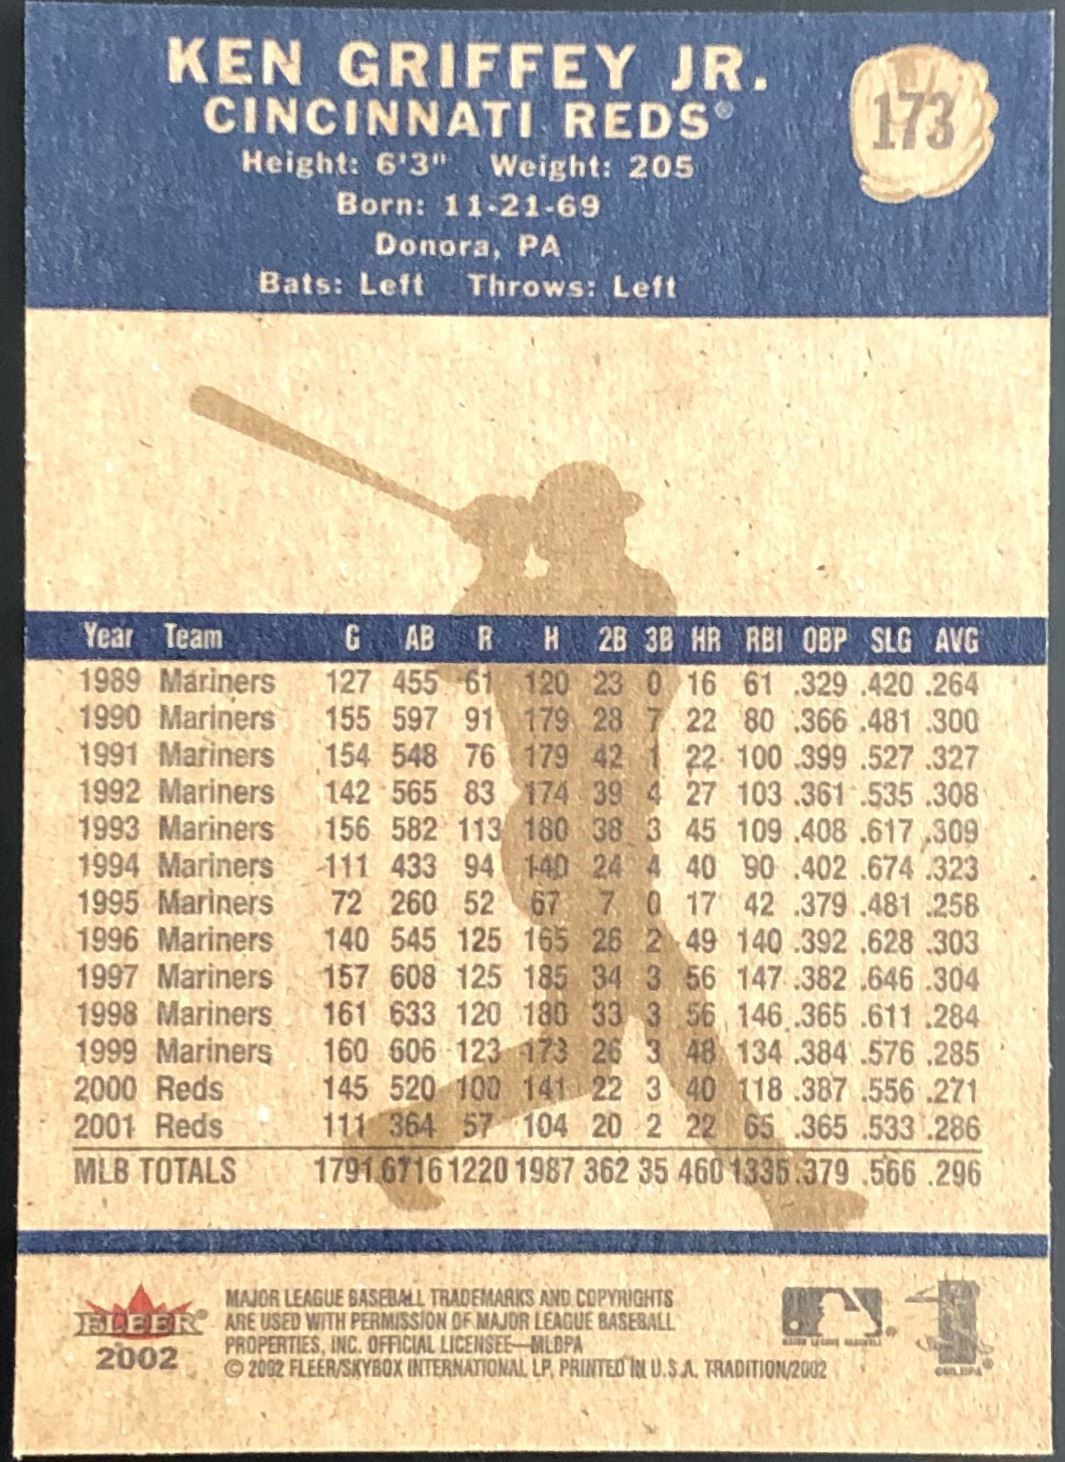 KEN GRIFFEY JR.
CINCINNATI REDS®
173
Height: 6'3" Weight: 205
Born: 11-21-69
Donora, PA
Bats: Left Throws: Left
Year Team G AB R H 2B 3B HR RBI OBP SLG AVG
1989 Mariners 127 455 61 120 23 0 16 61 .329 .420 .264
1990 Mariners 155 597 91 179 28 7 22 80 .366 .481 .300
1991 Mariners 154 548 76 179 42 1 22 100 .399 .527 .327
1992 Mariners 142 565 83 174 39 4 27 103 .361 .535 .308
1993 Mariners 156 582 113 180 38 3 45 109 .408 .617 .309
1994 Mariners 111 433 94 140 24 4 40 90 .402 .674 .323
1995 Mariners 72 260 52 67 7 0 17 42 .379 .481 .258
1996 Mariners 140 545 125 165 26 2 49 140 .392 .628 .303
1997 Mariners 157 608 125 185 34 3 56 147 .382 .646 .304
1998 Mariners 161 633 120 180 33 3 56 146 .365 .611 .284
1999 Mariners 160 606 123 173 26 3 48 134 .384 .576 .285
2000 Reds 145 520 100 141 22 3 40 118 .387 .556 .271
2001 Reds 111 364 57 104 20 2 22 65 .365 .533 .286
MLB TOTALS 1791 6716 1220 1987 362 35 460 1335 .379 .566 .296
FLEER®
2002
MAJOR LEAGUE BASEBALL TRADEMARKS AND COPYRIGHTS
ARE USED WITH PERMISSION OF MAJOR LEAGUE BASEBALL
PROPERTIES, INC. OFFICIAL LICENSEE—MLBPA
© 2002 FLEER/SKYBOX INTERNATIONAL LP, PRINTED IN U.S.A. TRADITION/2002
MAJOR LEAGUE BASEBALL